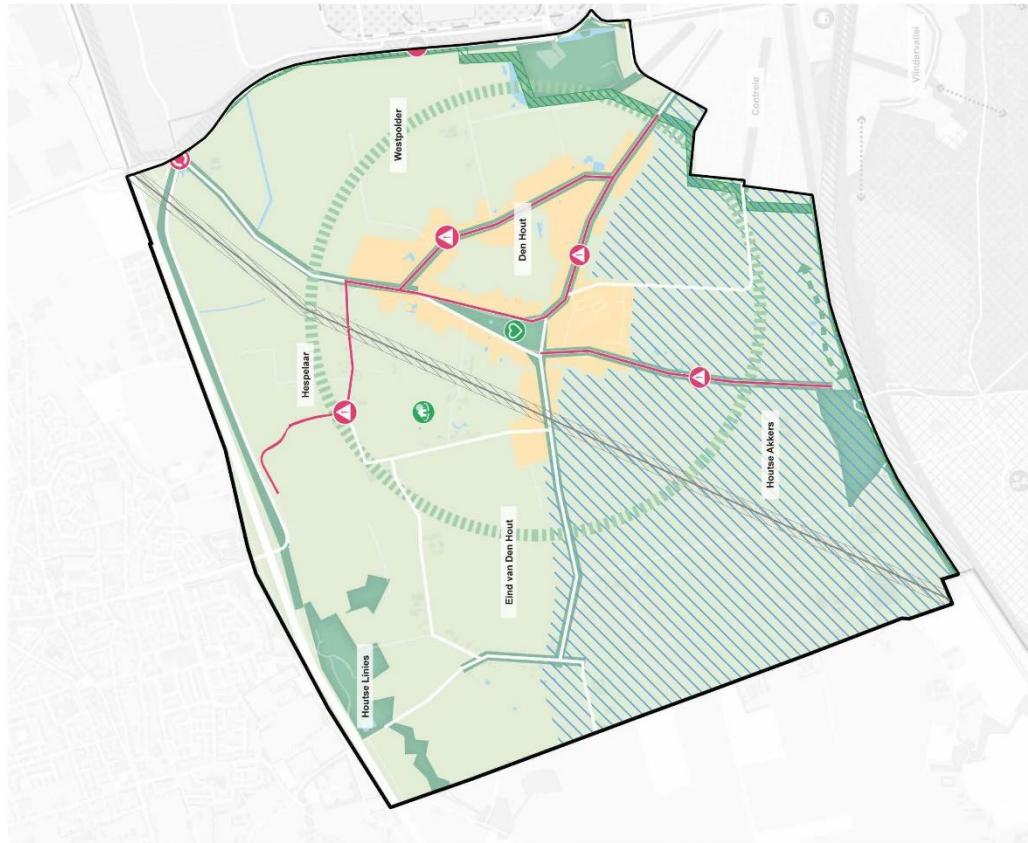 Westpolder
Vlindervallei
Contreie
Den Hout
Hespelaar
Houtse Akkers
Eind van Den Hout
Houtse Linies